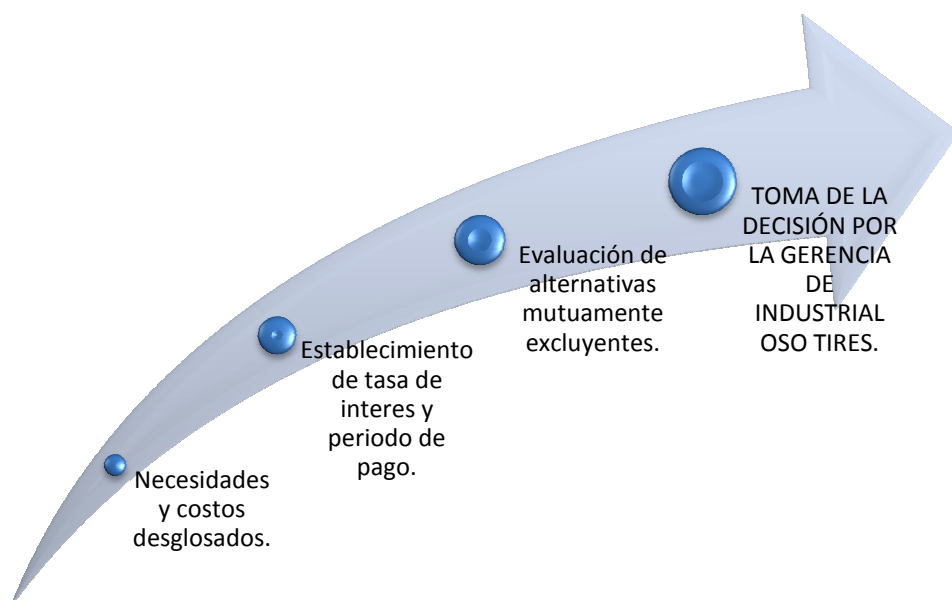 Necesidades
y costos
desglosados.
Establecimiento
de tasa de
interes y
periodo de
pago.
Evaluación de
alternativas
mutuamente
excluyentes.
TOMA DE LA
DECISIÓN POR
LA GERENCIA
DE
INDUSTRIAL
OSO TIRES.